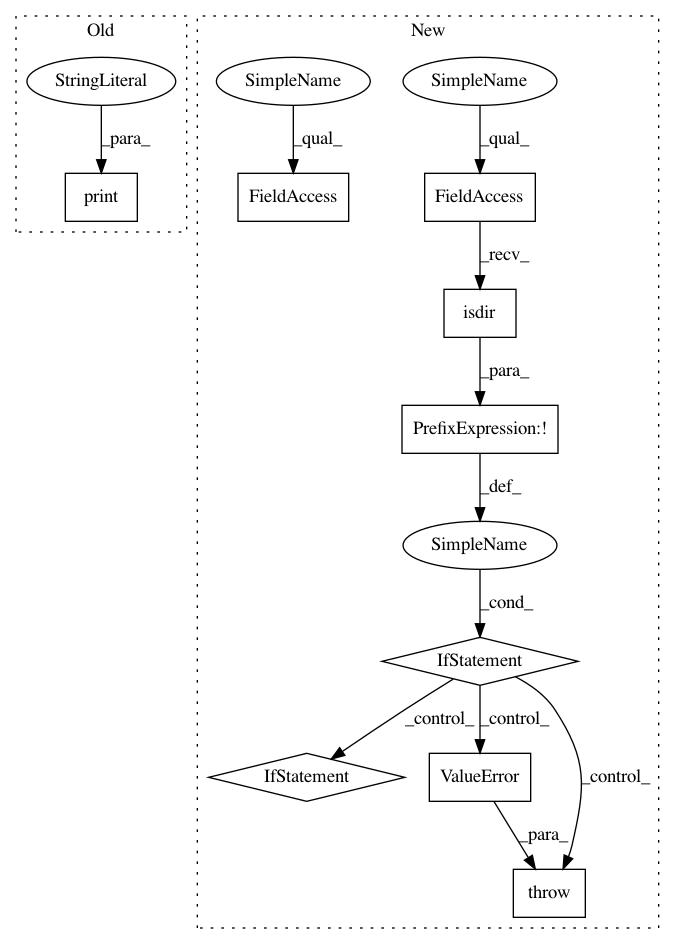 Old
New
StringLiteral
SimpleName
SimpleName
_para_
_qual_
_qual_
print
FieldAccess
FieldAccess
_recv_
isdir
_para_
PrefixExpression:!
_def_
SimpleName
_cond_
IfStatement
_control_
_control_
_control_
IfStatement
ValueError
_para_
throw